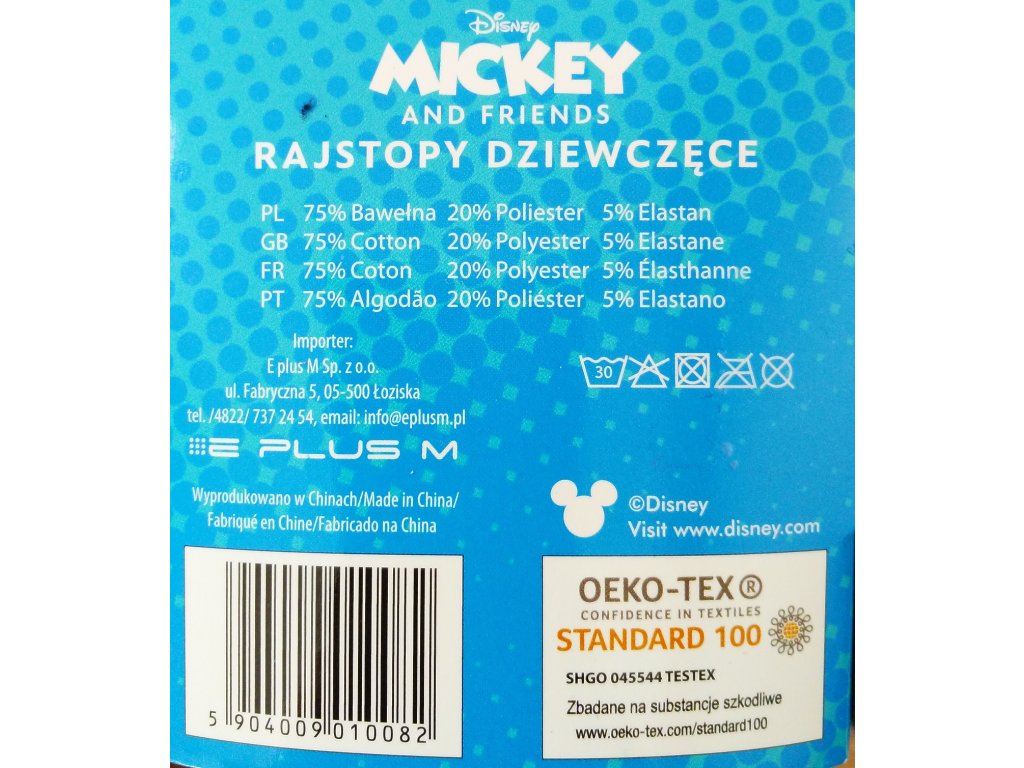 Disney
MICKEY
AND FRIENDS
RAJSTOPY DZIEWCZĘCE
PL 75% Bawełna 20% Poliester 5% Elastan
GB 75% Cotton 20% Polyester 5% Elastane
FR 75% Coton 20% Polyester 5% Élasthanne
PT 75% Algodão 20% Poliéster 5% Elastano
Importer:
E plus M Sp. z o.o.
ul. Fabryczna 5, 05-500 Łoziska
tel. /4822/ 737 24 54, email: info@eplusm.pl
E PLUS M
30
Wyprodukowano w Chinach/Made in China/
Fabriqué en Chine/Fabricado na China
©Disney
Visit www.disney.com
5 904009 010082
OEKO-TEX®
CONFIDENCE IN TEXTILES
STANDARD 100
SHGO 045544 TESTEX
Zbadane na substancje szkodliwe
www.oeko-tex.com/standard100